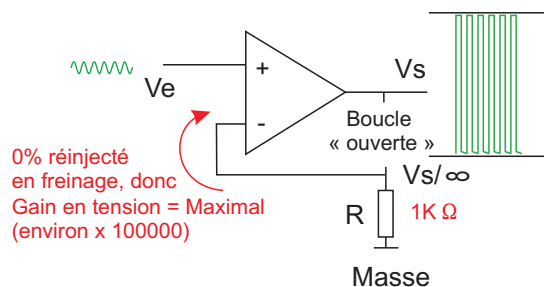 Ve
+
-
Vs
Boucle
« ouverte »
Vs/ ∞
0% réinjecté
en freinage, donc
Gain en tension = Maximal
(environ x 100000)
R
1K Ω
Masse